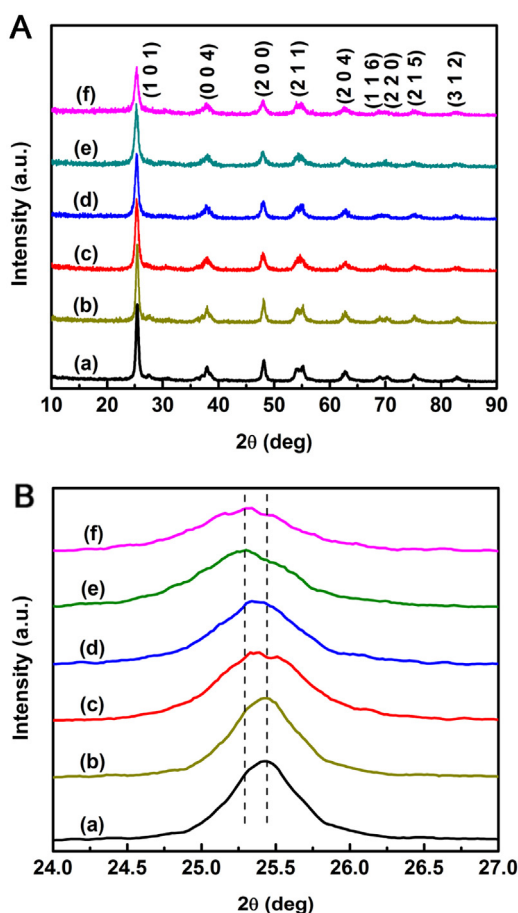 A
Intensity (a.u.)
(1 0 1)
(0 0 4)
(2 0 0)
(2 1 1)
(2 0 4)
(1 1 6)
(2 2 0)
(2 1 5)
(3 1 2)
(f)
(e)
(d)
(c)
(b)
(a)
10 20 30 40 50 60 70 80 90
2θ (deg)
B
Intensity (a.u.)
(f)
(e)
(d)
(c)
(b)
(a)
24.0 24.5 25.0 25.5 26.0 26.5 27.0
2θ (deg)